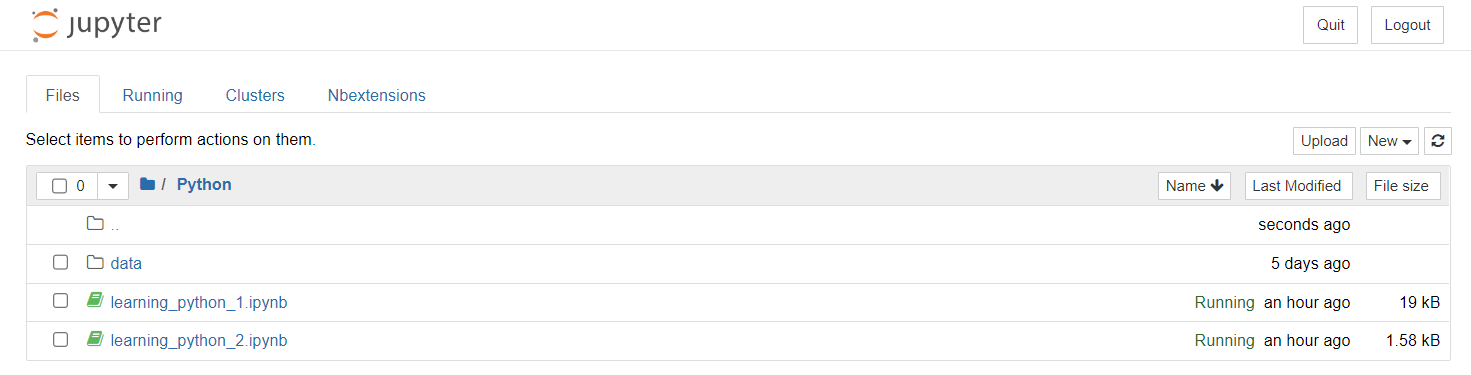 jupyter Quit Logout
Files Running Clusters Nbextensions
Select items to perform actions on them. Upload New
0 / Python Name Last Modified File size
.. seconds ago
data 5 days ago
learning_python_1.ipynb Running an hour ago 19 kB
learning_python_2.ipynb Running an hour ago 1.58 kB